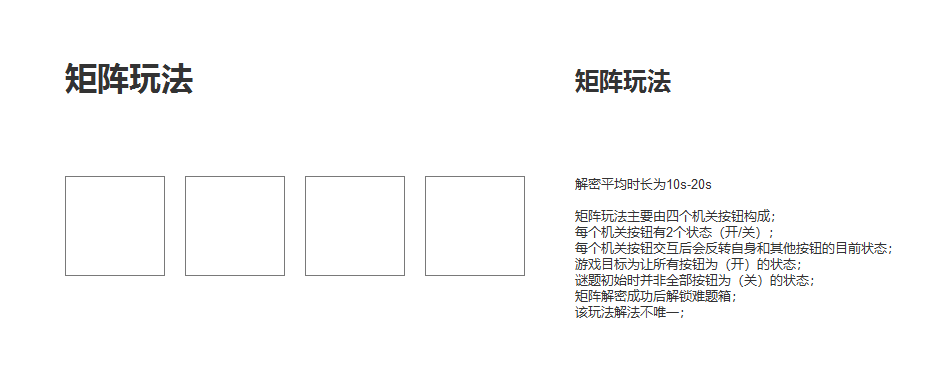 矩阵玩法
矩阵玩法
解密平均时长为10s-20s
矩阵玩法主要由四个机关按钮构成；
每个机关按钮有2个状态（开/关）；
每个机关按钮交互后会反转自身和其他按钮的目前状态；
游戏目标为让所有按钮为（开）的状态；
谜题初始时并非全部按钮为（关）的状态；
矩阵解密成功后解锁难题箱；
该玩法解法不唯一；